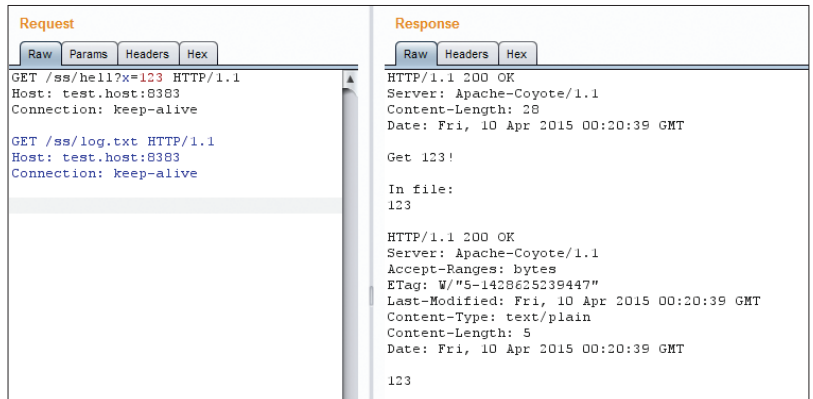 Request
Raw Params Headers Hex
GET /ss/hell?x=123 HTTP/1.1
Host: test.host:8383
Connection: keep-alive
GET /ss/log.txt HTTP/1.1
Host: test.host:8383
Connection: keep-alive
Response
Raw Headers Hex
HTTP/1.1 200 OK
Server: Apache-Coyote/1.1
Content-Length: 28
Date: Fri, 10 Apr 2015 00:20:39 GMT
Get 123!
In file:
123
HTTP/1.1 200 OK
Server: Apache-Coyote/1.1
Accept-Ranges: bytes
ETag: W/"5-1428625239447"
Last-Modified: Fri, 10 Apr 2015 00:20:39 GMT
Content-Type: text/plain
Content-Length: 5
Date: Fri, 10 Apr 2015 00:20:39 GMT
123